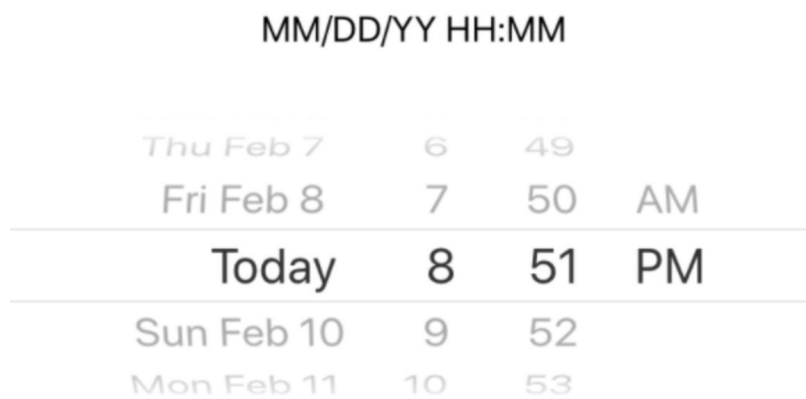 MM/DD/YY HH:MM
Thu Feb 7 6 49
Fri Feb 8 7 50 AM
Today 8 51 PM
Sun Feb 10 9 52
Mon Feb 11 10 53